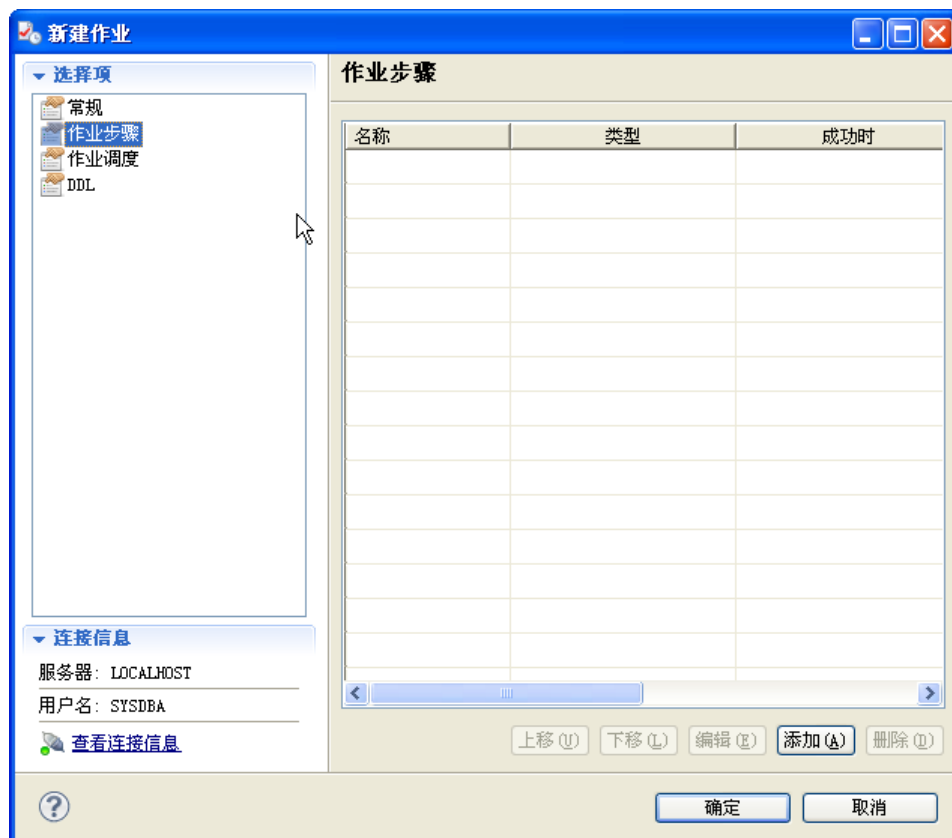 新建作业
选择项
常规
作业步骤
作业调度
DDL
连接信息
服务器: LOCALHOST
用户名: SYSDBA
查看连接信息
作业步骤
名称 类型 成功时
上移(U) 下移(L) 编辑(E) 添加(A) 删除(D)
? 确定 取消